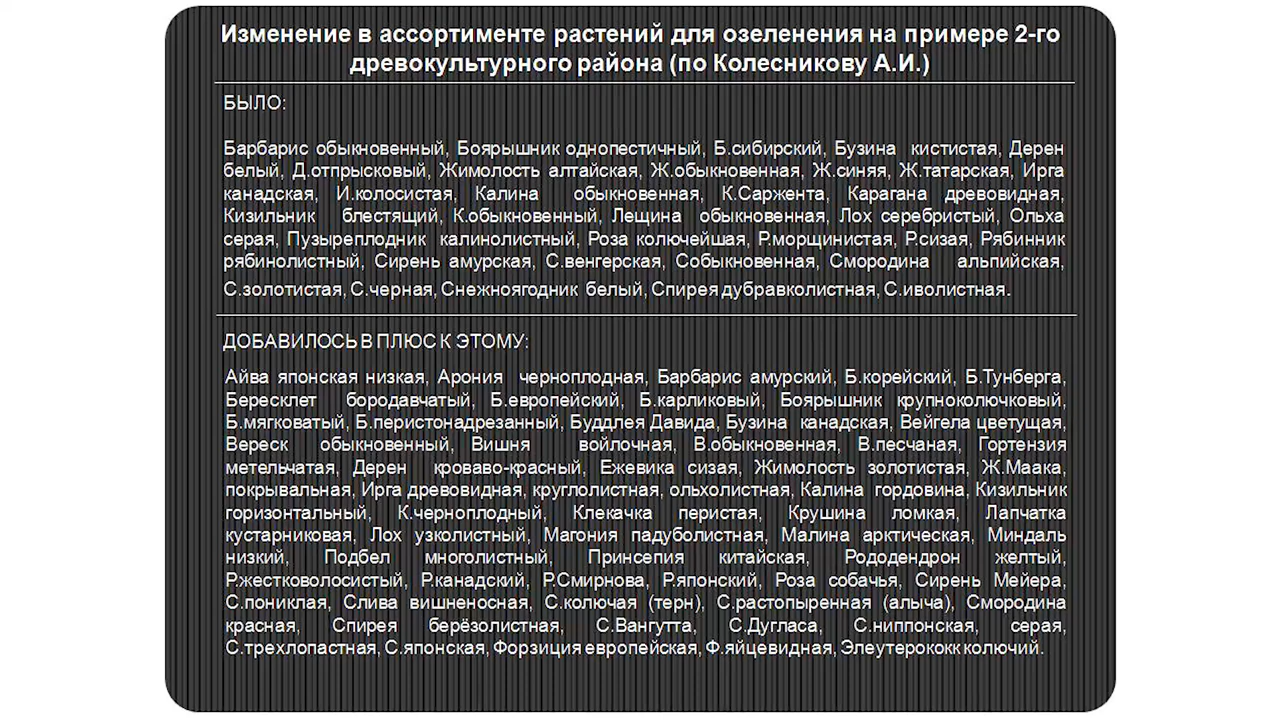 Изменение в ассортименте растений для озеленения на примере 2-го
древокультурного района (по Колесникову А.И.)
БЫЛО:
Барбарис обыкновенный, Боярышник однопестичный, Б.сибирский, Бузина кистистая, Дерен
белый, Д.отпрысковый, Жимолость алтайская, Ж.обыкновенная, Ж.синяя, Ж.татарская, Ирга
канадская, И.колосистая, Калина обыкновенная, К.Саржента, Карагана древовидная,
Кизильник блестящий, К.обыкновенный, Лещина обыкновенная, Лох серебристый, Ольха
серая, Пузыреплодник калинолистный, Роза колючейшая, Р.морщинистая, Р.сизая, Рябинник
рябинолистный, Сирень амурская, С.венгерская, Собыкновенная, Смородина альпийская,
С.золотистая, С.черная, Снежноягодник белый, Спирея дубравколистная, С.иволистная.
ДОБАВИЛОСЬ В ПЛЮС К ЭТОМУ:
Айва японская низкая, Арония черноплодная, Барбарис амурский, Б.корейский, Б.Тунберга,
Бересклет бородавчатый, Б.европейский, Б.карликовый, Боярышник крупноколючковый,
Б.мягковатый, Б.перистонадрезанный, Буддлея Давида, Бузина канадская, Вейгела цветущая,
Вереск обыкновенный, Вишня войлочная, В.обыкновенная, В.песчаная, Гортензия
метельчатая, Дерен кроваво-красный, Ежевика сизая, Жимолость золотистая, Ж.Маака,
покрывальная, Ирга древовидная, круглолистная, ольхолистная, Калина гордовина, Кизильник
горизонтальный, К.черноплодный, Клекачка перистая, Крушина ломкая, Лапчатка
кустарниковая, Лох узколистный, Магония падуболистная, Малина арктическая, Миндаль
низкий, Подбел многолистный, Принсепия китайская, Рододендрон желтый,
Р.жестковолосистый, Р.канадский, Р.Смирнова, Р.японский, Роза собачья, Сирень Мейера,
С.пониклая, Слива вишненосная, С.колючая (терн), С.растопыренная (алыча), Смородина
красная, Спирея берёзолистная, С.Вангутта, С.Дугласа, С.ниппонская, серая,
С.трехлопастная, С.японская, Форзиция европейская, Ф.яйцевидная, Элеутерококк колючий.